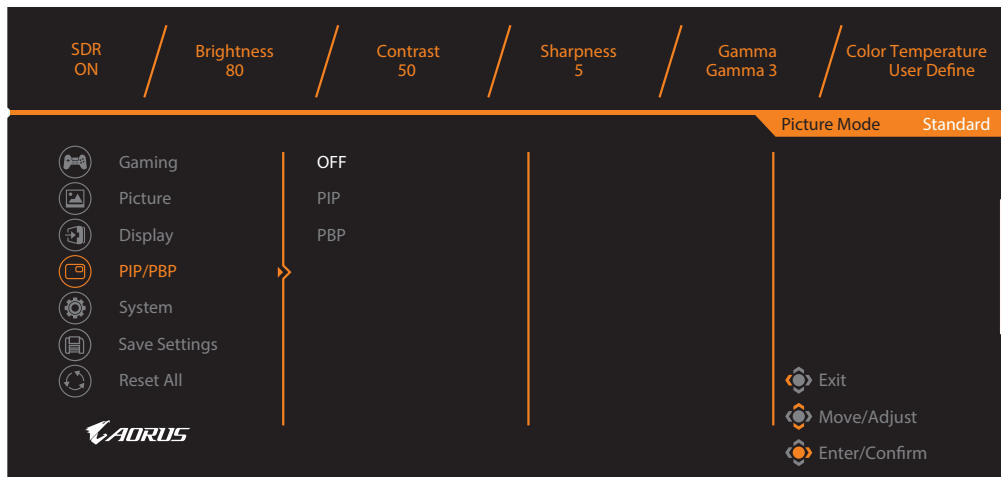 SDR
ON
Brightness
80
Contrast
50
Sharpness
5
Gamma
Gamma 3
Color Temperature
User Define
Picture Mode Standard
Gaming
Picture
Display
PIP/PBP
System
Save Settings
Reset All
OFF
PIP
PBP
Exit
Move/Adjust
Enter/Confirm
AORUS